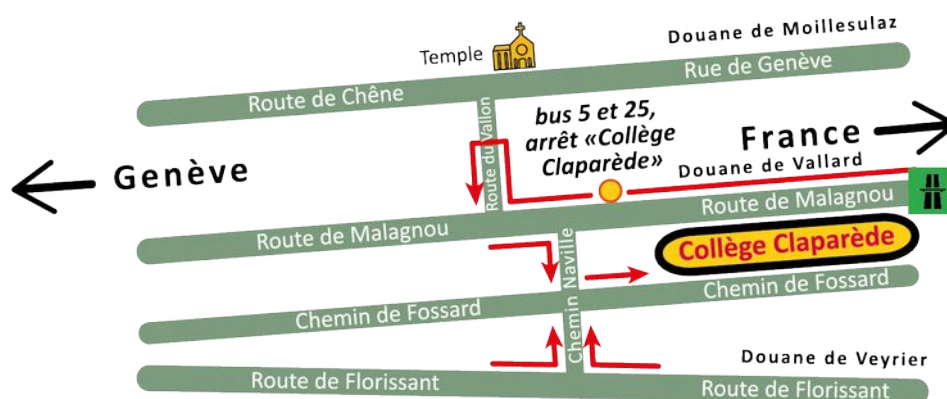 Douane de Moillesulaz
Temple
Rue de Genève
Route de Chêne
bus 5 et 25,
arrêt «Collège
Claparède»
Route du Vallon
France
Genève
Douane de Vallard
Route de Malagnou
Route de Malagnou
Collège Claparède
Chemin Naville
Chemin de Fossard
Chemin de Fossard
Douane de Veyrier
Route de Florissant
Route de Florissant